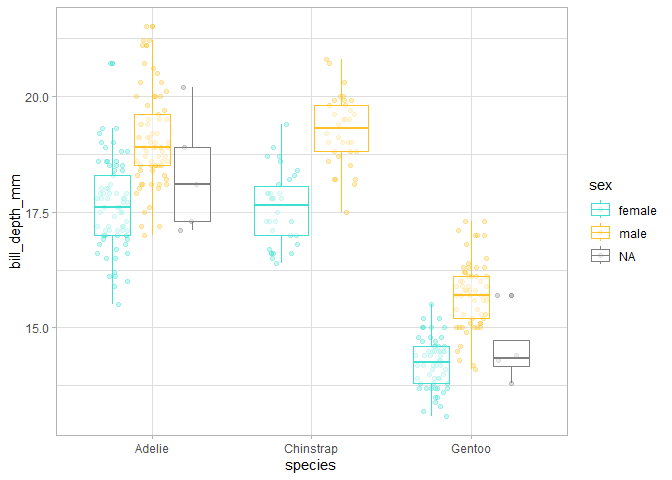 20.0
17.5
15.0
bill_depth_mm
Adelie
Chinstrap
Gentoo
species
sex
female
male
NA